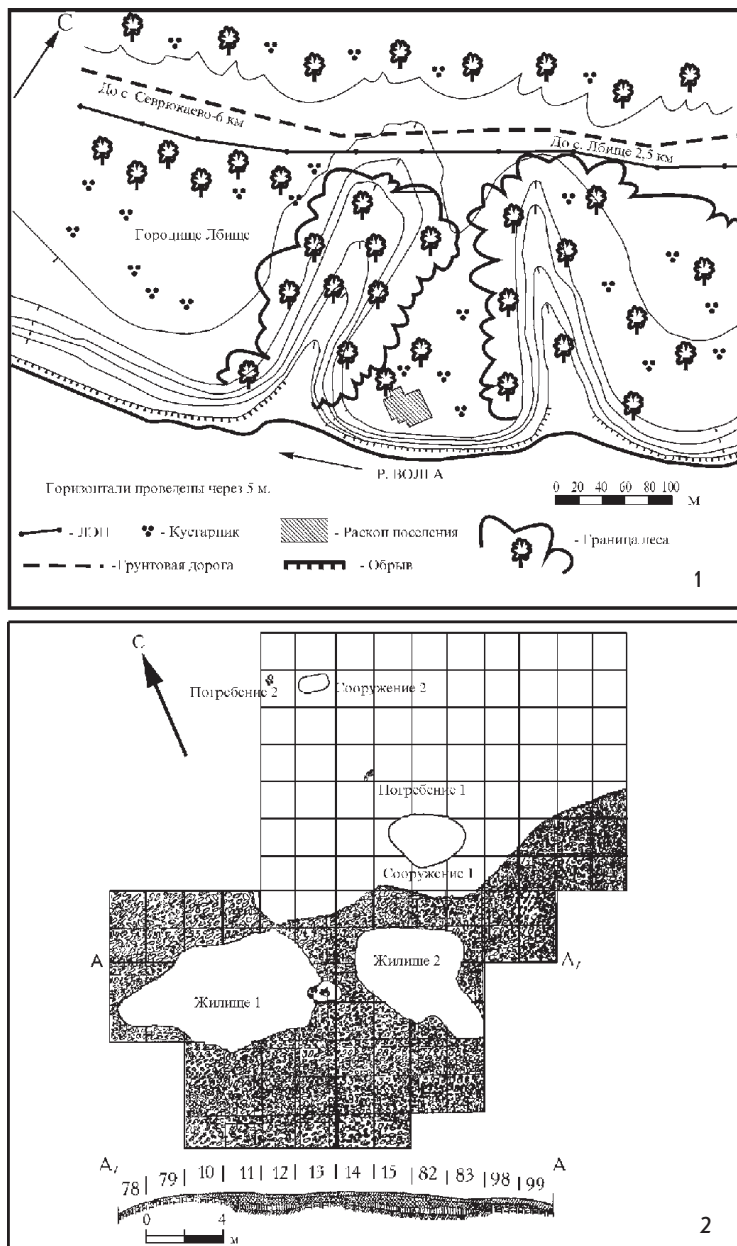 С
До с. Севрюкаево-6 км
До с. Лбище 2,5 км
Городище Лбище
Р. ВОЛГА
Горизонтали проведены через 5 м.
0 20 40 60 80 100
м
- ЛЭП
- Кустарник
- Раскоп поселения
- Граница леса
- Грунтовая дорога
- Обрыв
1
С
Погребение 2
Сооружение 2
Погребение 1
Сооружение 1
А
А,
Жилище 2
Жилище 1
А, 78 79 10 11 12 13 14 15 82 83 98 99 А
0 4
м
2